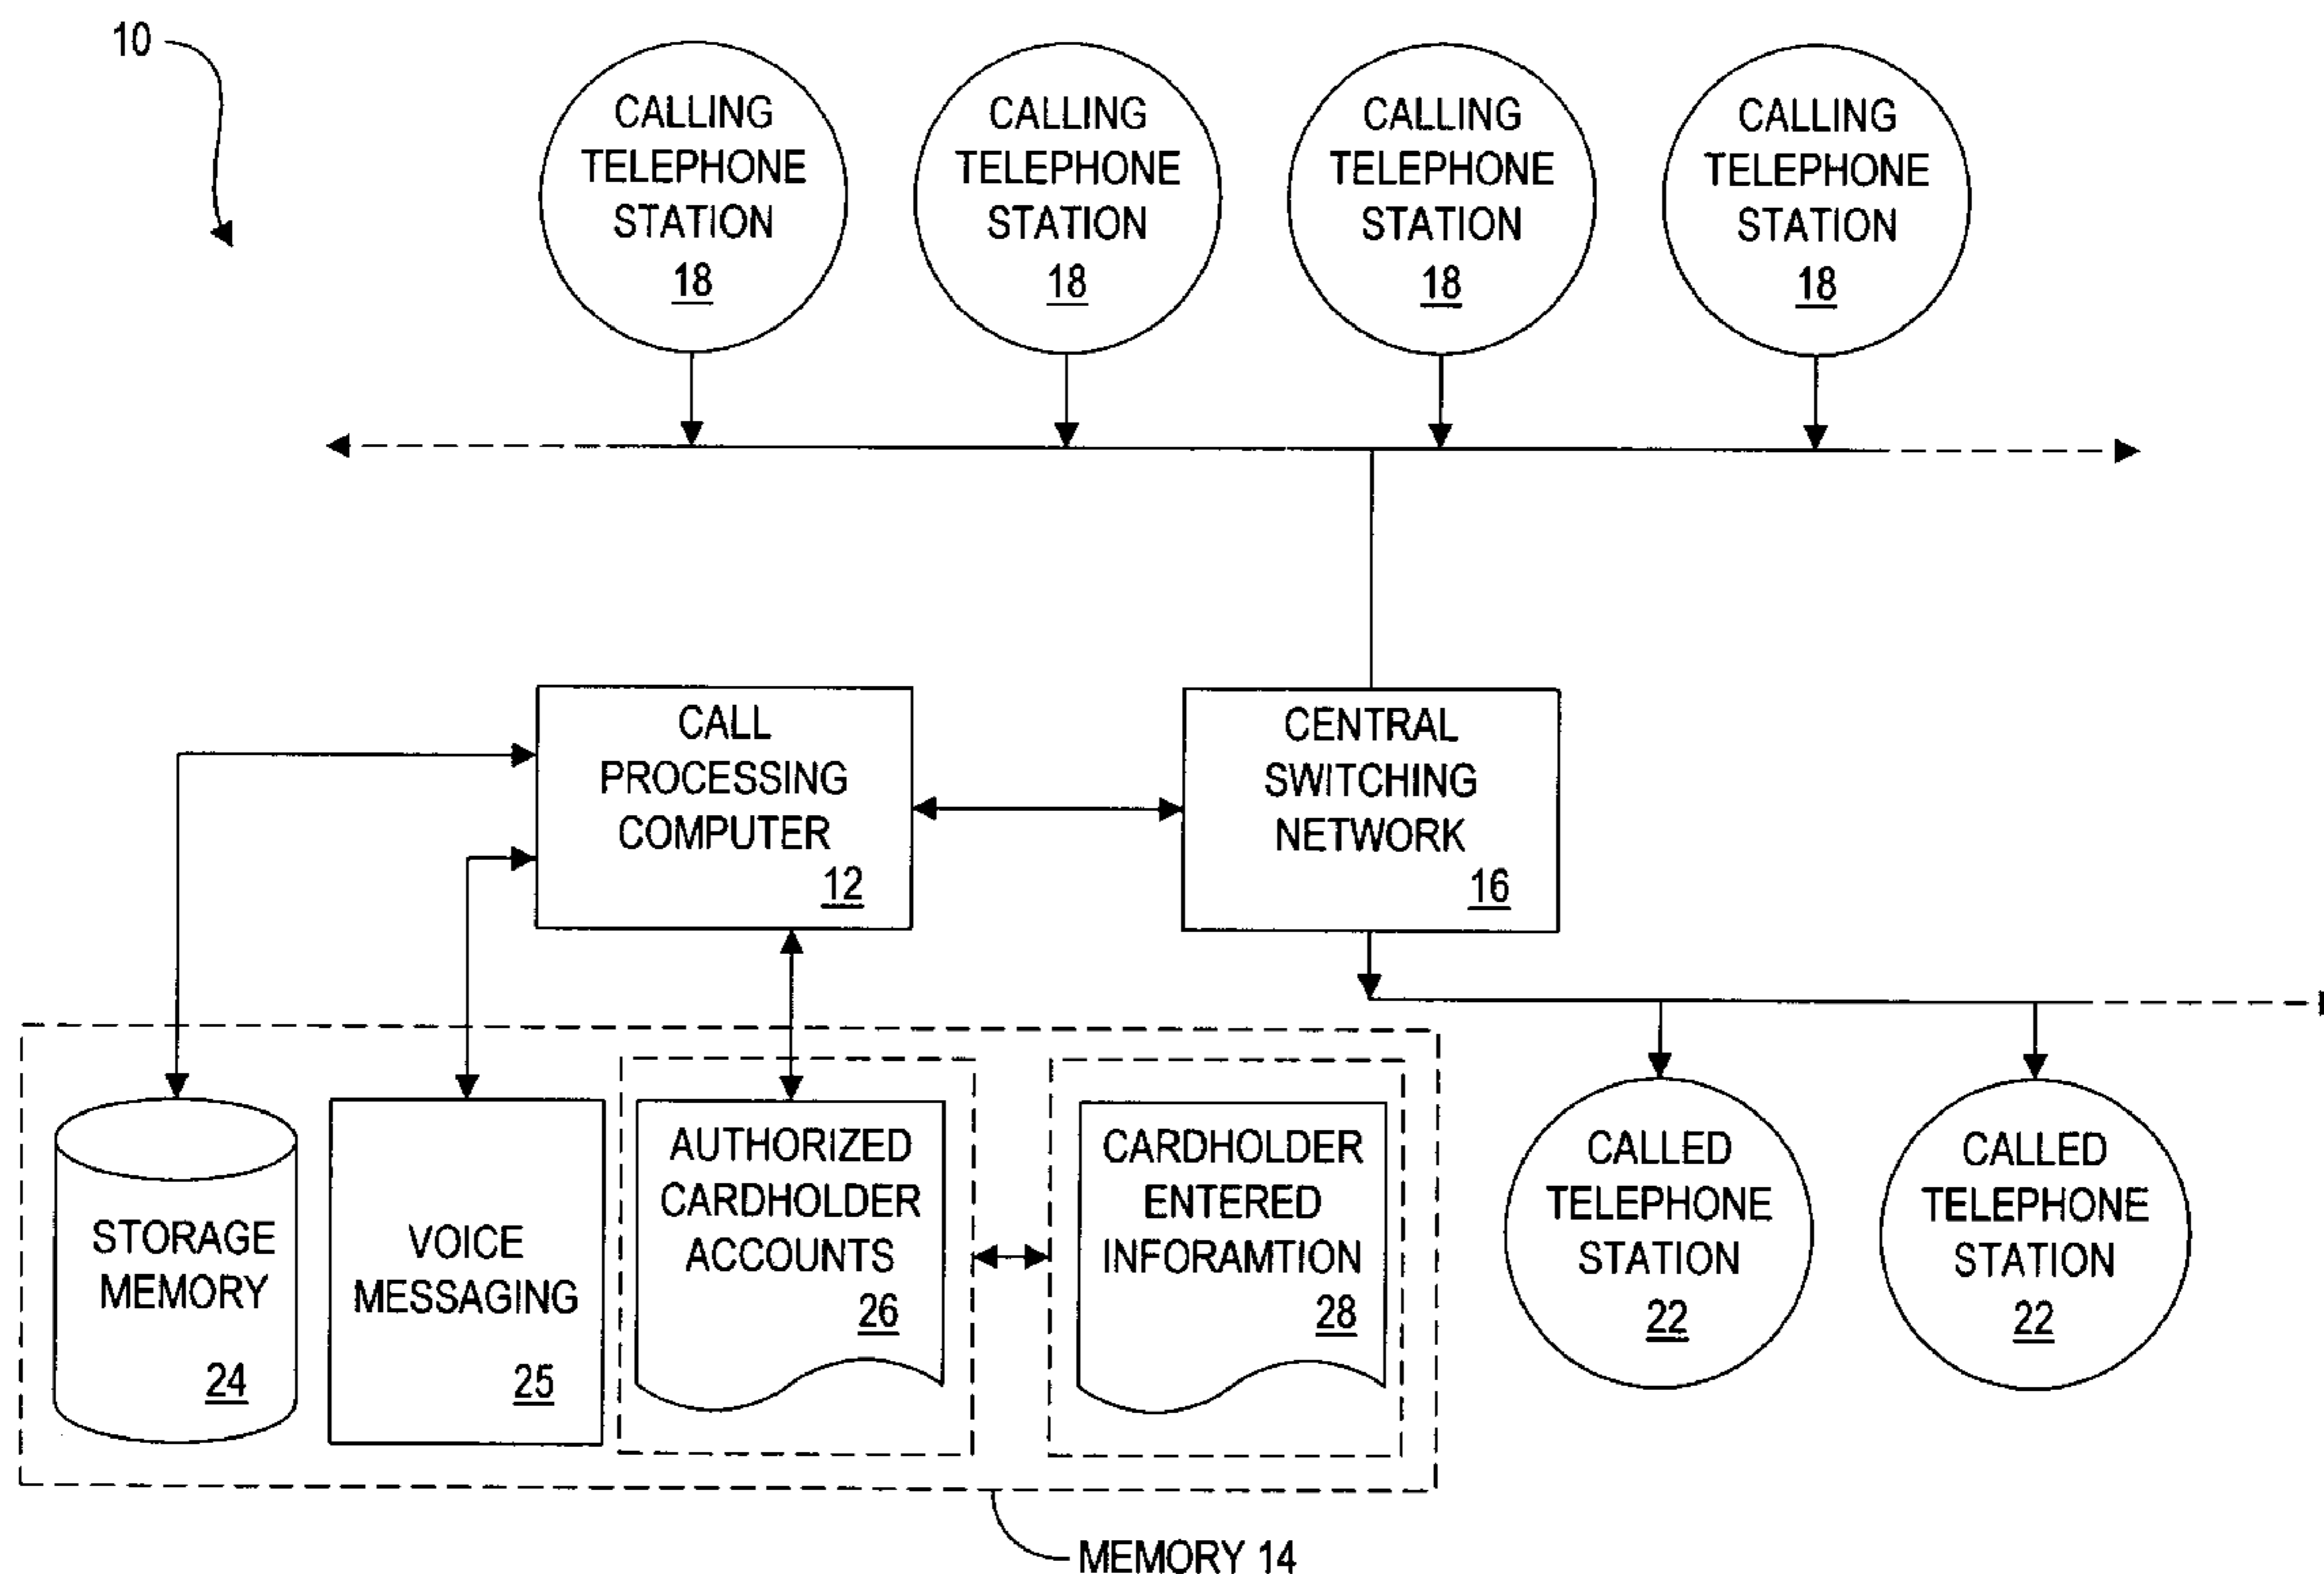 10
CALLING
TELEPHONE
STATION
18
CALLING
TELEPHONE
STATION
18
CALLING
TELEPHONE
STATION
18
CALLING
TELEPHONE
STATION
18
CALL
PROCESSING
COMPUTER
12
CENTRAL
SWITCHING
NETWORK
16
STORAGE
MEMORY
24
VOICE
MESSAGING
25
AUTHORIZED
CARDHOLDER
ACCOUNTS
26
CARDHOLDER
ENTERED
INFORAMTION
28
CALLED
TELEPHONE
STATION
22
CALLED
TELEPHONE
STATION
22
MEMORY 14